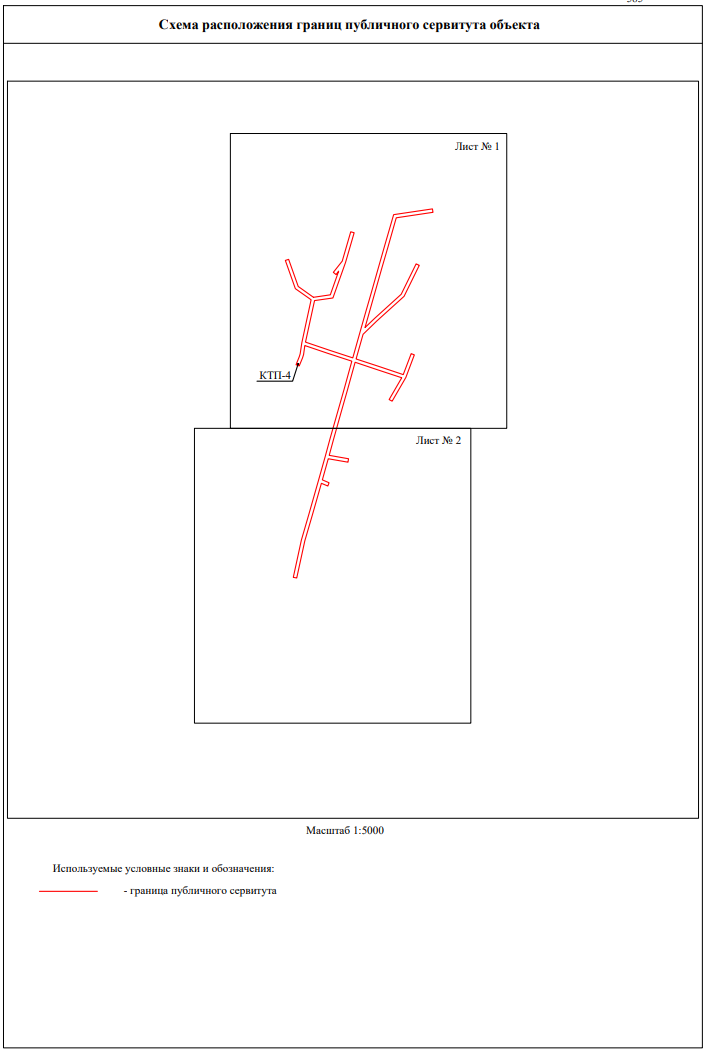 Схема расположения границ публичного сервитута объекта
Лист № 1
КТП-4
Лист № 2
Масштаб 1:5000
Используемые условные знаки и обозначения:
- граница публичного сервитута